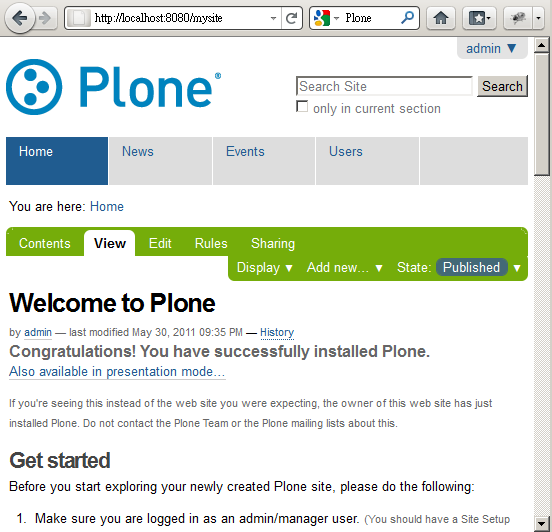 http://localhost:8080/mysite
Plone
admin ▼
Plone®
Search Site
Search
only in current section
Home
News
Events
Users
You are here: Home
Contents
View
Edit
Rules
Sharing
Display ▼
Add new... ▼
State: Published ▼
Welcome to Plone
by admin — last modified May 30, 2011 09:35 PM — History
Congratulations! You have successfully installed Plone.
Also available in presentation mode...
If you're seeing this instead of the web site you were expecting, the owner of this web site has just
installed Plone. Do not contact the Plone Team or the Plone mailing lists about this.
Get started
Before you start exploring your newly created Plone site, please do the following:
1. Make sure you are logged in as an admin/manager user. (You should have a Site Setup